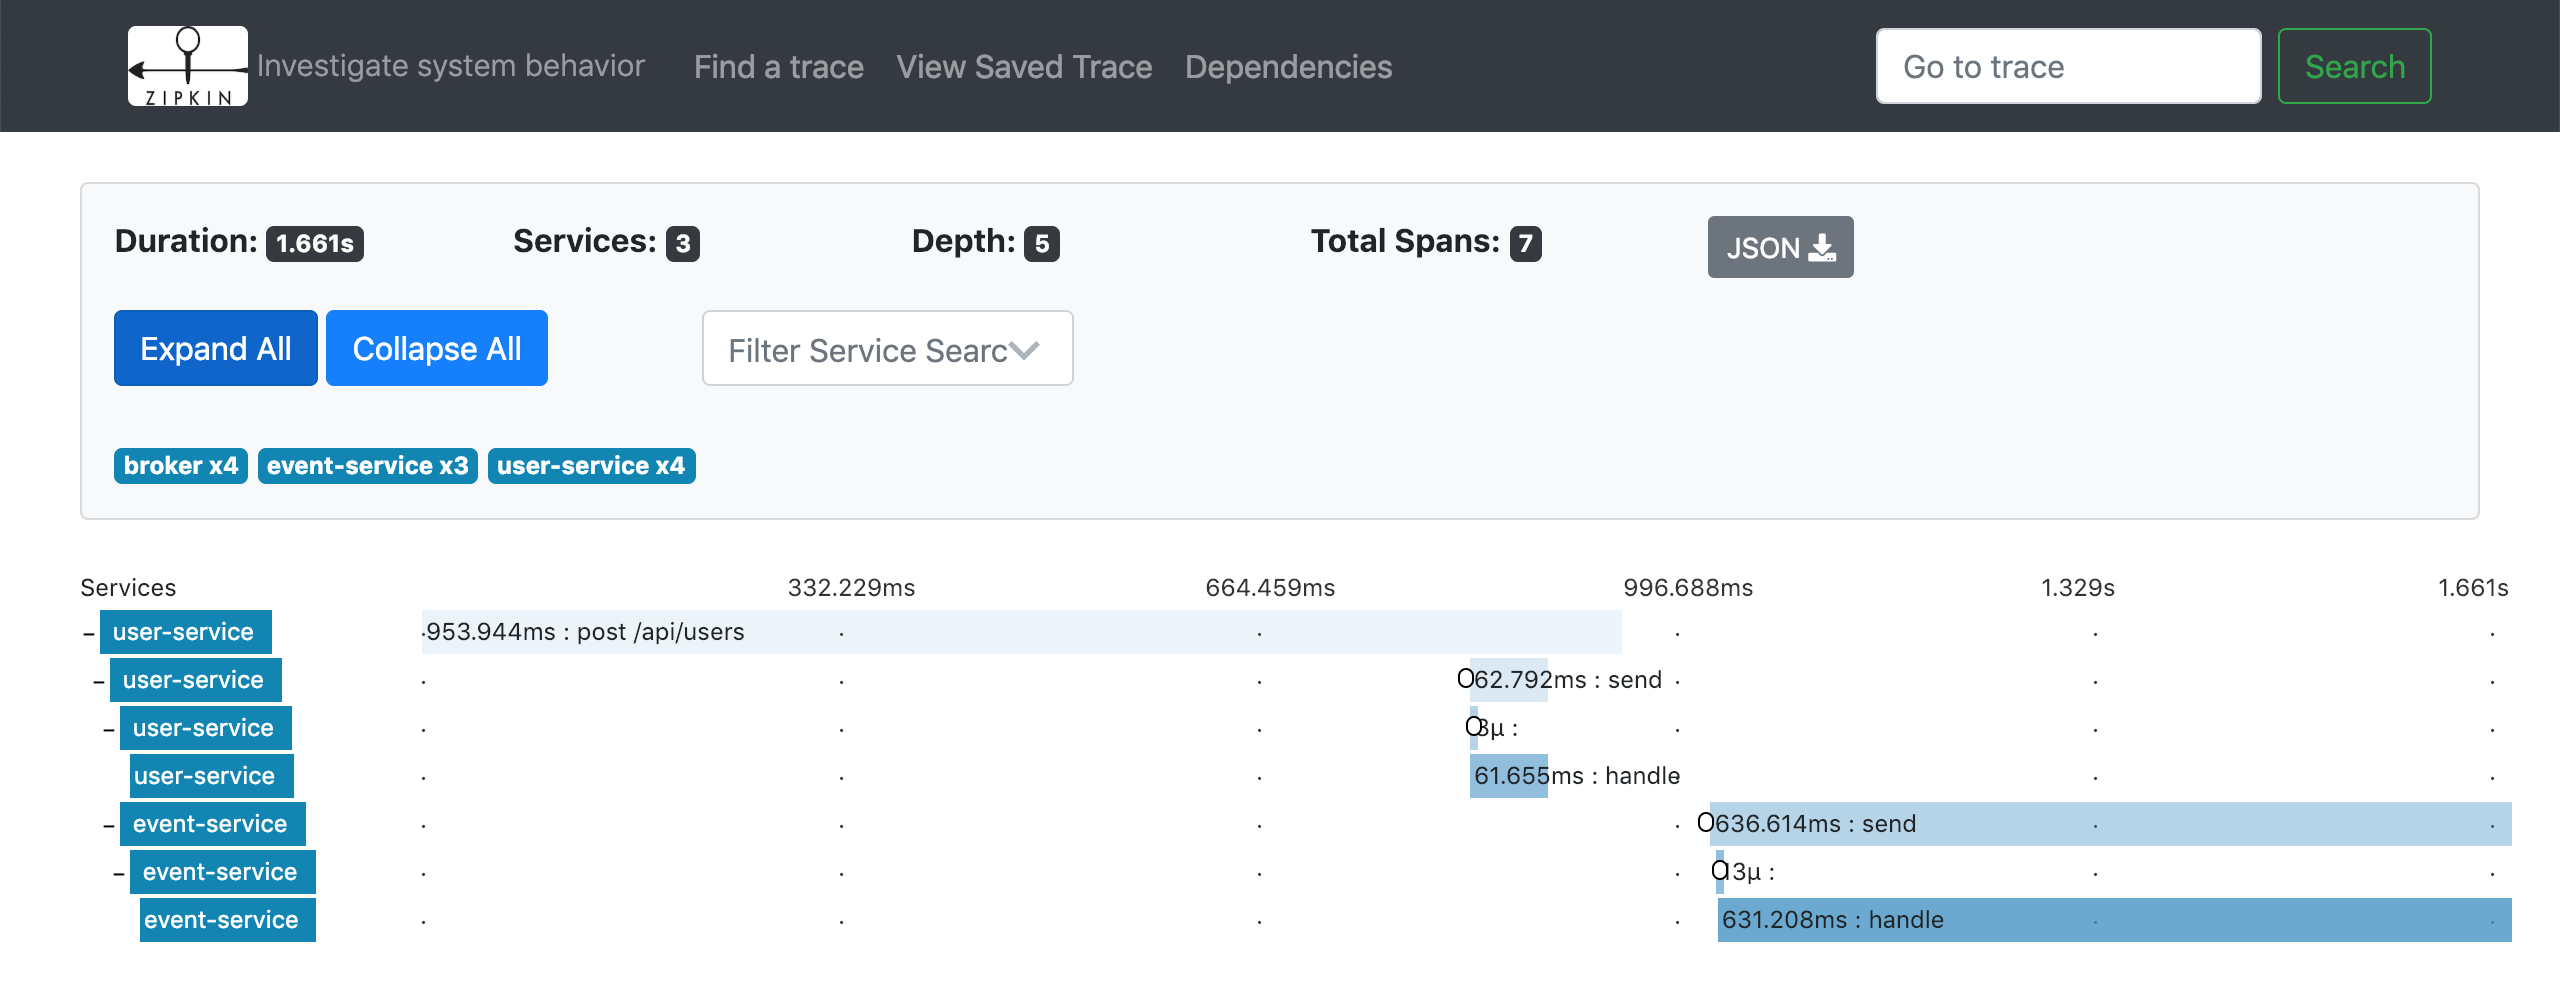 ZIPKIN Investigate system behavior Find a trace View Saved Trace Dependencies Go to trace Search
Duration: 1.661s Services: 3 Depth: 5 Total Spans: 7 JSON
Expand All Collapse All Filter Service Searc
broker x4 event-service x3 user-service x4
Services 332.229ms 664.459ms 996.688ms 1.329s 1.661s
- user-service 953.944ms : post /api/users
- user-service 62.792ms : send
- user-service 3μ :
user-service 61.655ms : handle
- event-service 636.614ms : send
- event-service 13μ :
event-service 631.208ms : handle